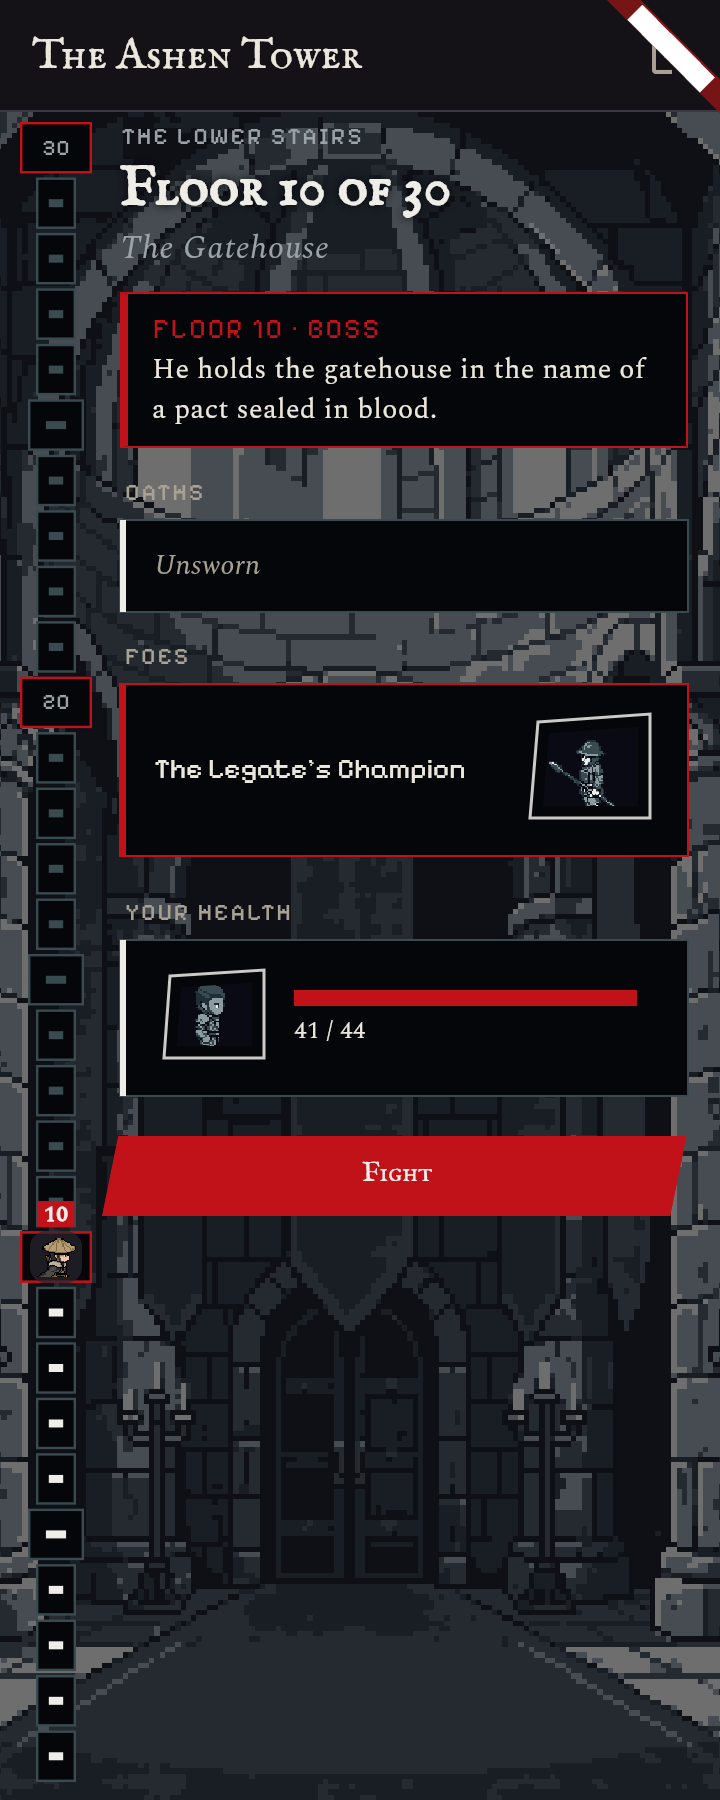 The Ashen Tower
30
THE LOWER STAIRS
Floor 10 of 30
The Gatehouse
FLOOR 10 · BOSS
He holds the gatehouse in the name of
a pact sealed in blood.
OATHS
Unsworn
FOES
20
The Legate's Champion
YOUR HEALTH
41 / 44
Fight
10